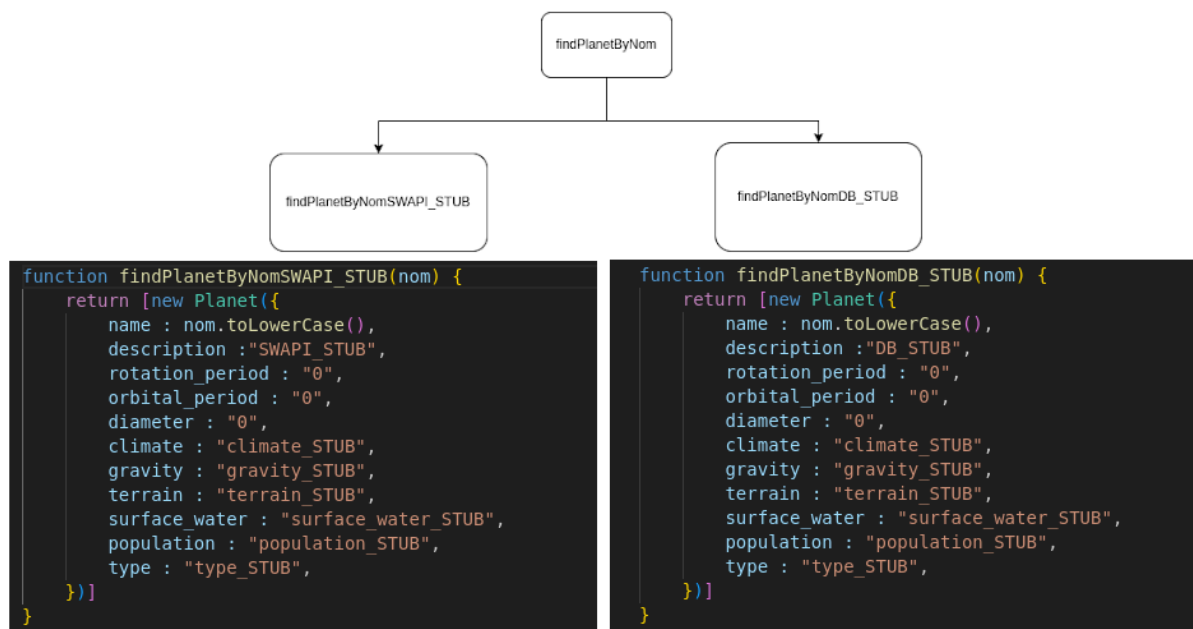 findPlanetByNom
findPlanetByNomSWAPI_STUB
findPlanetByNomDB_STUB
function findPlanetByNomSWAPI_STUB(nom) {
    return [new Planet({
        name : nom.toLowerCase(),
        description :"SWAPI_STUB",
        rotation_period : "0",
        orbital_period : "0",
        diameter : "0",
        climate : "climate_STUB",
        gravity : "gravity_STUB",
        terrain : "terrain_STUB",
        surface_water : "surface_water_STUB",
        population : "population_STUB",
        type : "type_STUB",
    })]
}
function findPlanetByNomDB_STUB(nom) {
    return [new Planet({
        name : nom.toLowerCase(),
        description :"DB_STUB",
        rotation_period : "0",
        orbital_period : "0",
        diameter : "0",
        climate : "climate_STUB",
        gravity : "gravity_STUB",
        terrain : "terrain_STUB",
        surface_water : "surface_water_STUB",
        population : "population_STUB",
        type : "type_STUB",
    })]
}